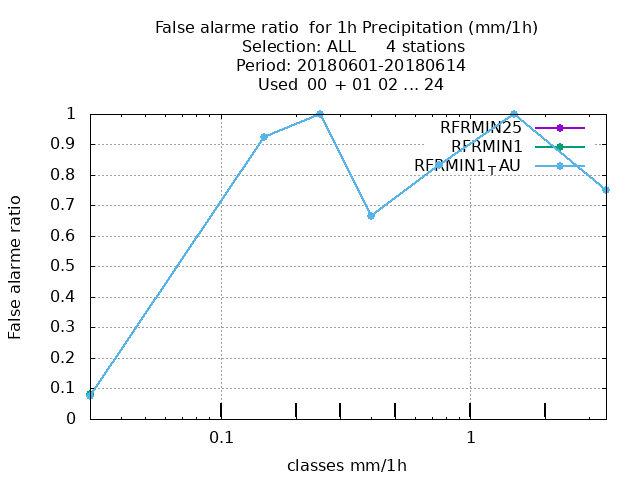 False alarme ratio  for 1h Precipitation (mm/1h)
Selection: ALL      4 stations
Period: 20180601-20180614
Used  00 + 01 02 ... 24
RFRMIN25
RFRMIN1
RFRMIN1TAU
1
0.9
0.8
0.7
0.6
0.5
0.4
0.3
0.2
0.1
0
False alarme ratio
0.1 1
classes mm/1h